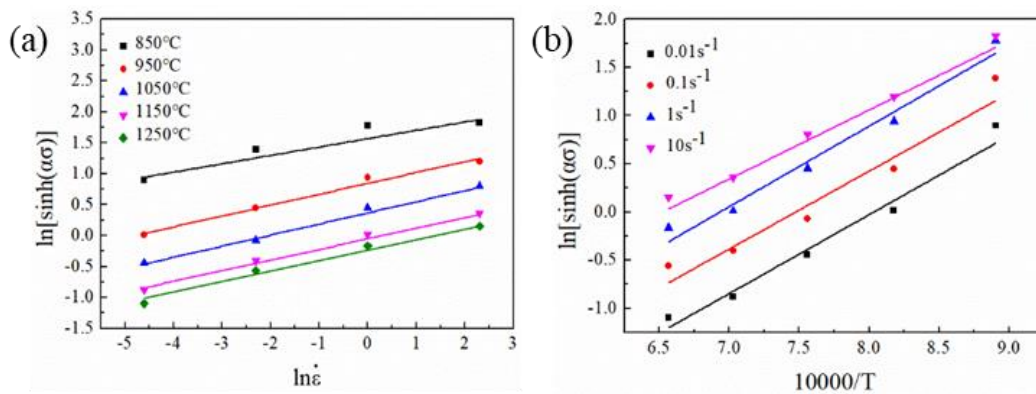 (a)
ln[sinh(ασ)]
3.5
3.0
2.5
2.0
1.5
1.0
0.5
0.0
-0.5
-1.0
-1.5
850℃
950℃
1050℃
1150℃
1250℃
-5 -4 -3 -2 -1 0 1 2 3
lnε̇
(b)
ln[sinh(ασ)]
2.0
1.5
1.0
0.5
0.0
-0.5
-1.0
0.01s⁻¹
0.1s⁻¹
1s⁻¹
10s⁻¹
6.5 7.0 7.5 8.0 8.5 9.0
10000/T